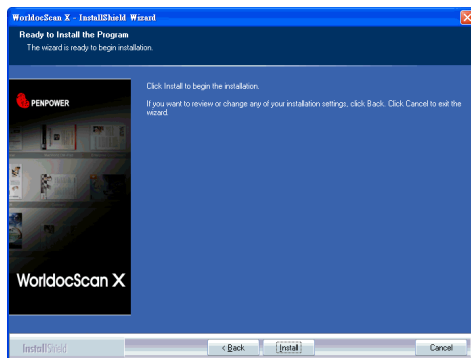 WorldocScan X - InstallShield Wizard
Ready to Install the Program
The wizard is ready to begin installation.
Click Install to begin the installation.
If you want to review or change any of your installation settings, click Back. Click Cancel to exit the
wizard.
PENPOWER
WorldocScan X
InstallShield
< Back
Install
Cancel